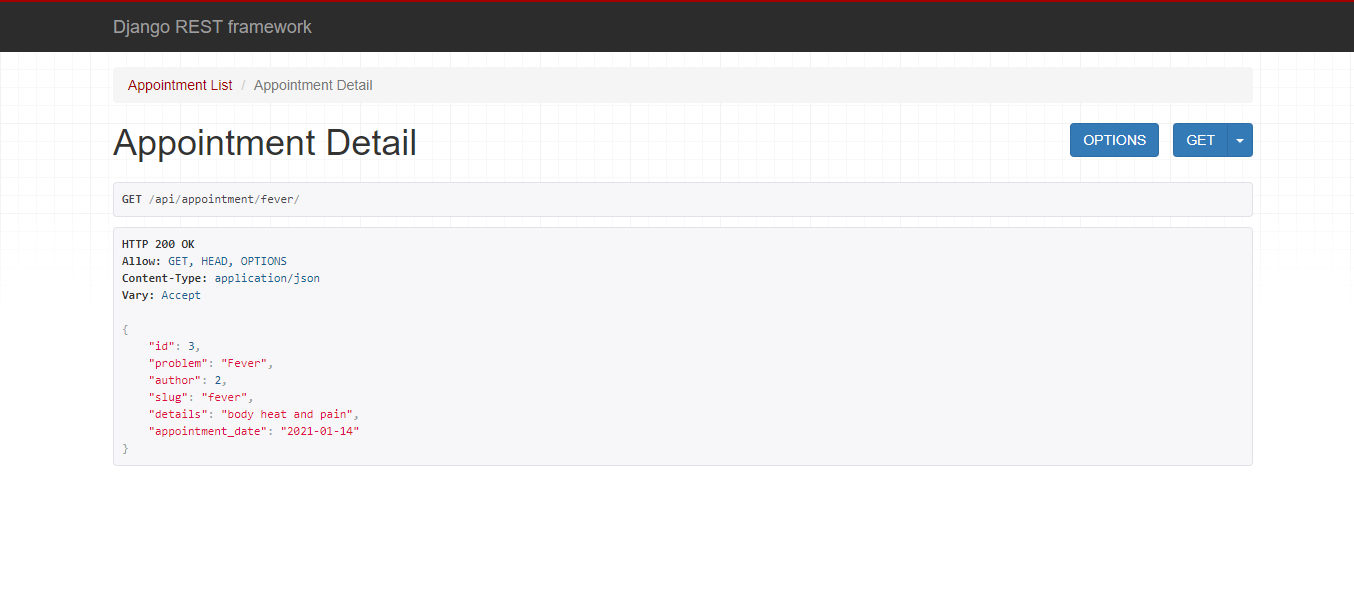 Django REST framework
Appointment List / Appointment Detail
Appointment Detail
OPTIONS
GET
GET /api/appointment/fever/
HTTP 200 OK
Allow: GET, HEAD, OPTIONS
Content-Type: application/json
Vary: Accept
{
    "id": 3,
    "problem": "Fever",
    "author": 2,
    "slug": "fever",
    "details": "body heat and pain",
    "appointment_date": "2021-01-14"
}